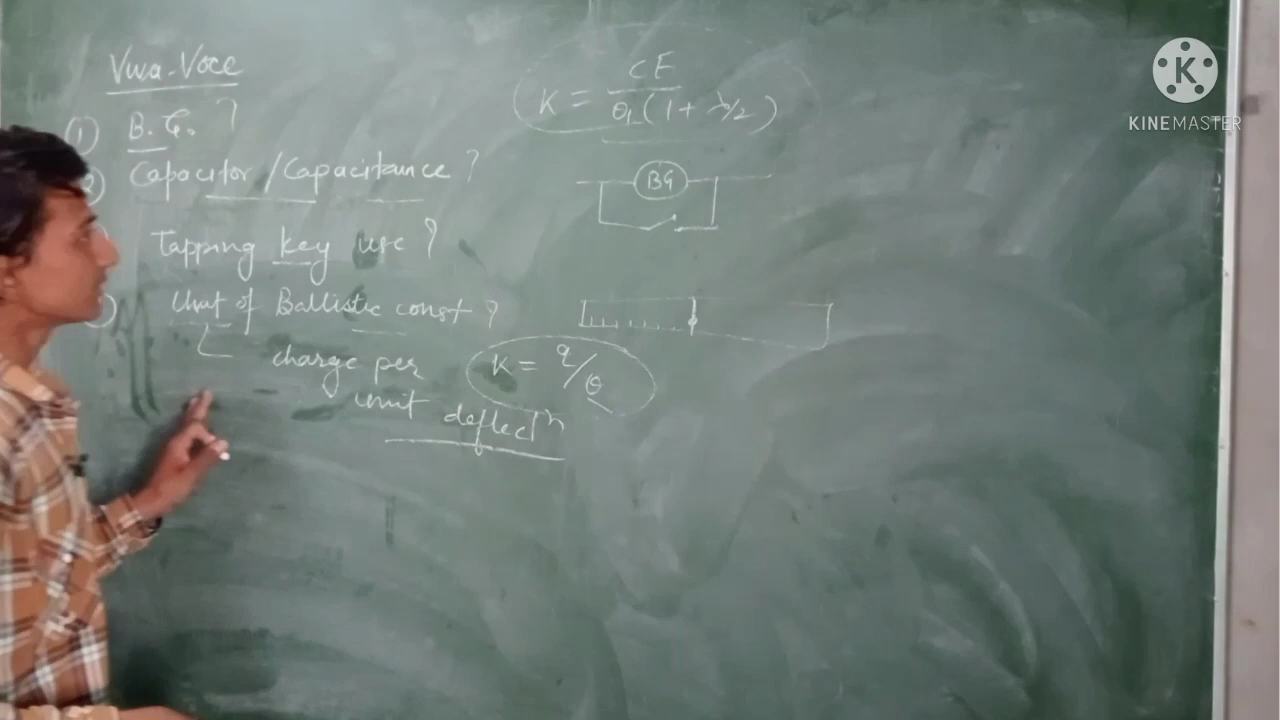 Viva-Voce
① B.G. ?
② Capacitor / Capacitance ?
Tapping key use ?
Unit of Ballistic const ?
charge per
unit deflectⁿ
K = q/θ
K = CE / θ₁(1 + λ/2)
BG
K
KINEMASTER